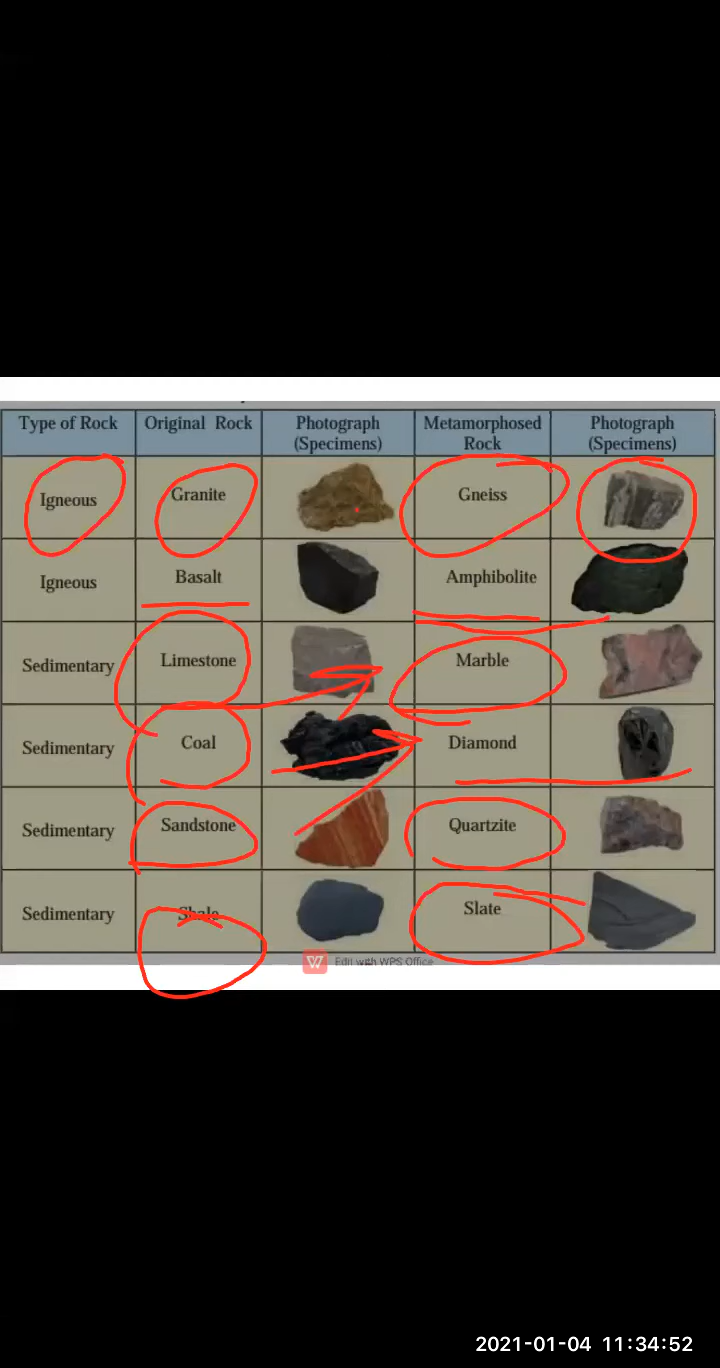 Type of Rock
Original Rock
Photograph
(Specimens)
Metamorphosed
Rock
Photograph
(Specimens)
Igneous
Granite
Gneiss
Igneous
Basalt
Amphibolite
Sedimentary
Limestone
Marble
Sedimentary
Coal
Diamond
Sedimentary
Sandstone
Quartzite
Sedimentary
Shale
Slate
W
Edit with WPS Office
2021-01-04 11:34:52